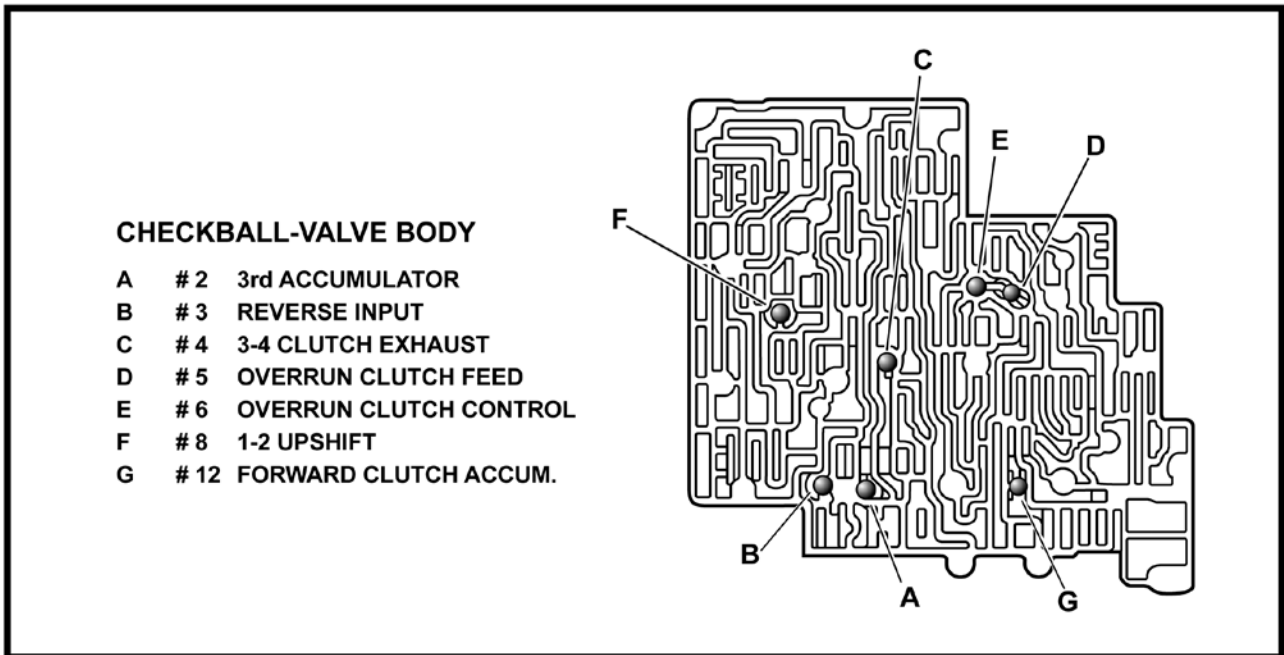 CHECKBALL-VALVE BODY
A # 2 3rd ACCUMULATOR
B # 3 REVERSE INPUT
C # 4 3-4 CLUTCH EXHAUST
D # 5 OVERRUN CLUTCH FEED
E # 6 OVERRUN CLUTCH CONTROL
F # 8 1-2 UPSHIFT
G # 12 FORWARD CLUTCH ACCUM.
C
E
D
F
B
A
G